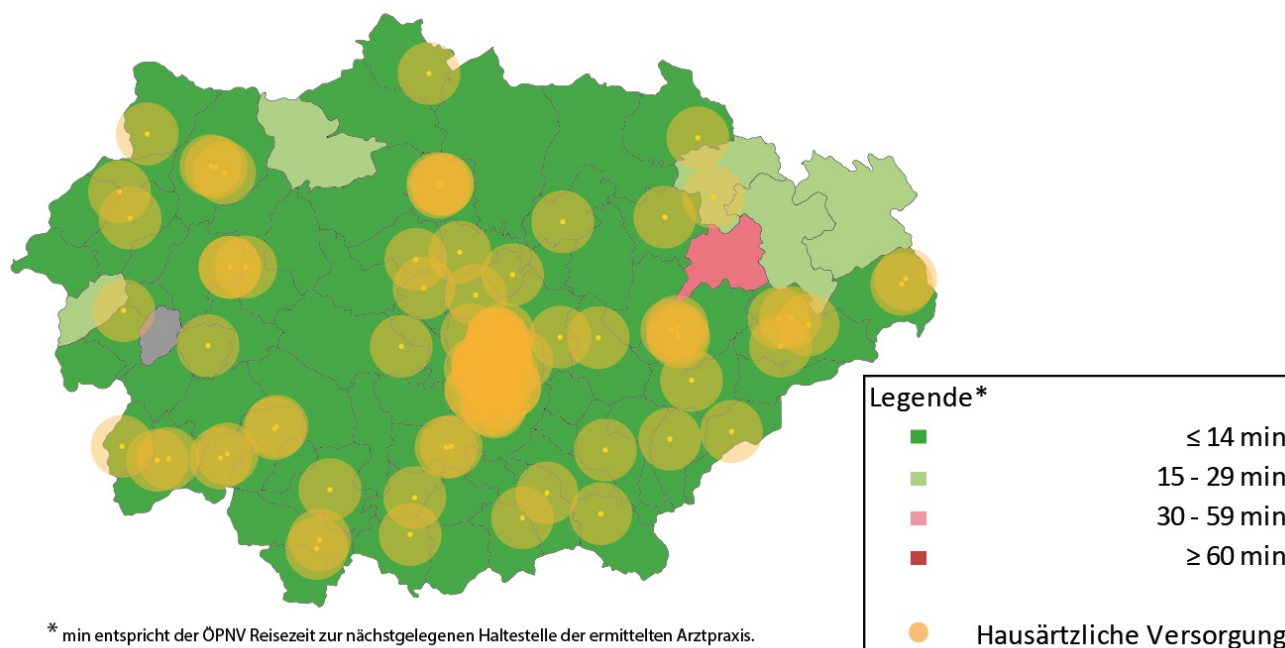 Legende*
≤ 14 min
15 - 29 min
30 - 59 min
≥ 60 min
Hausärtzliche Versorgung
* min entspricht der ÖPNV Reisezeit zur nächstgelegenen Haltestelle der ermittelten Arztpraxis.